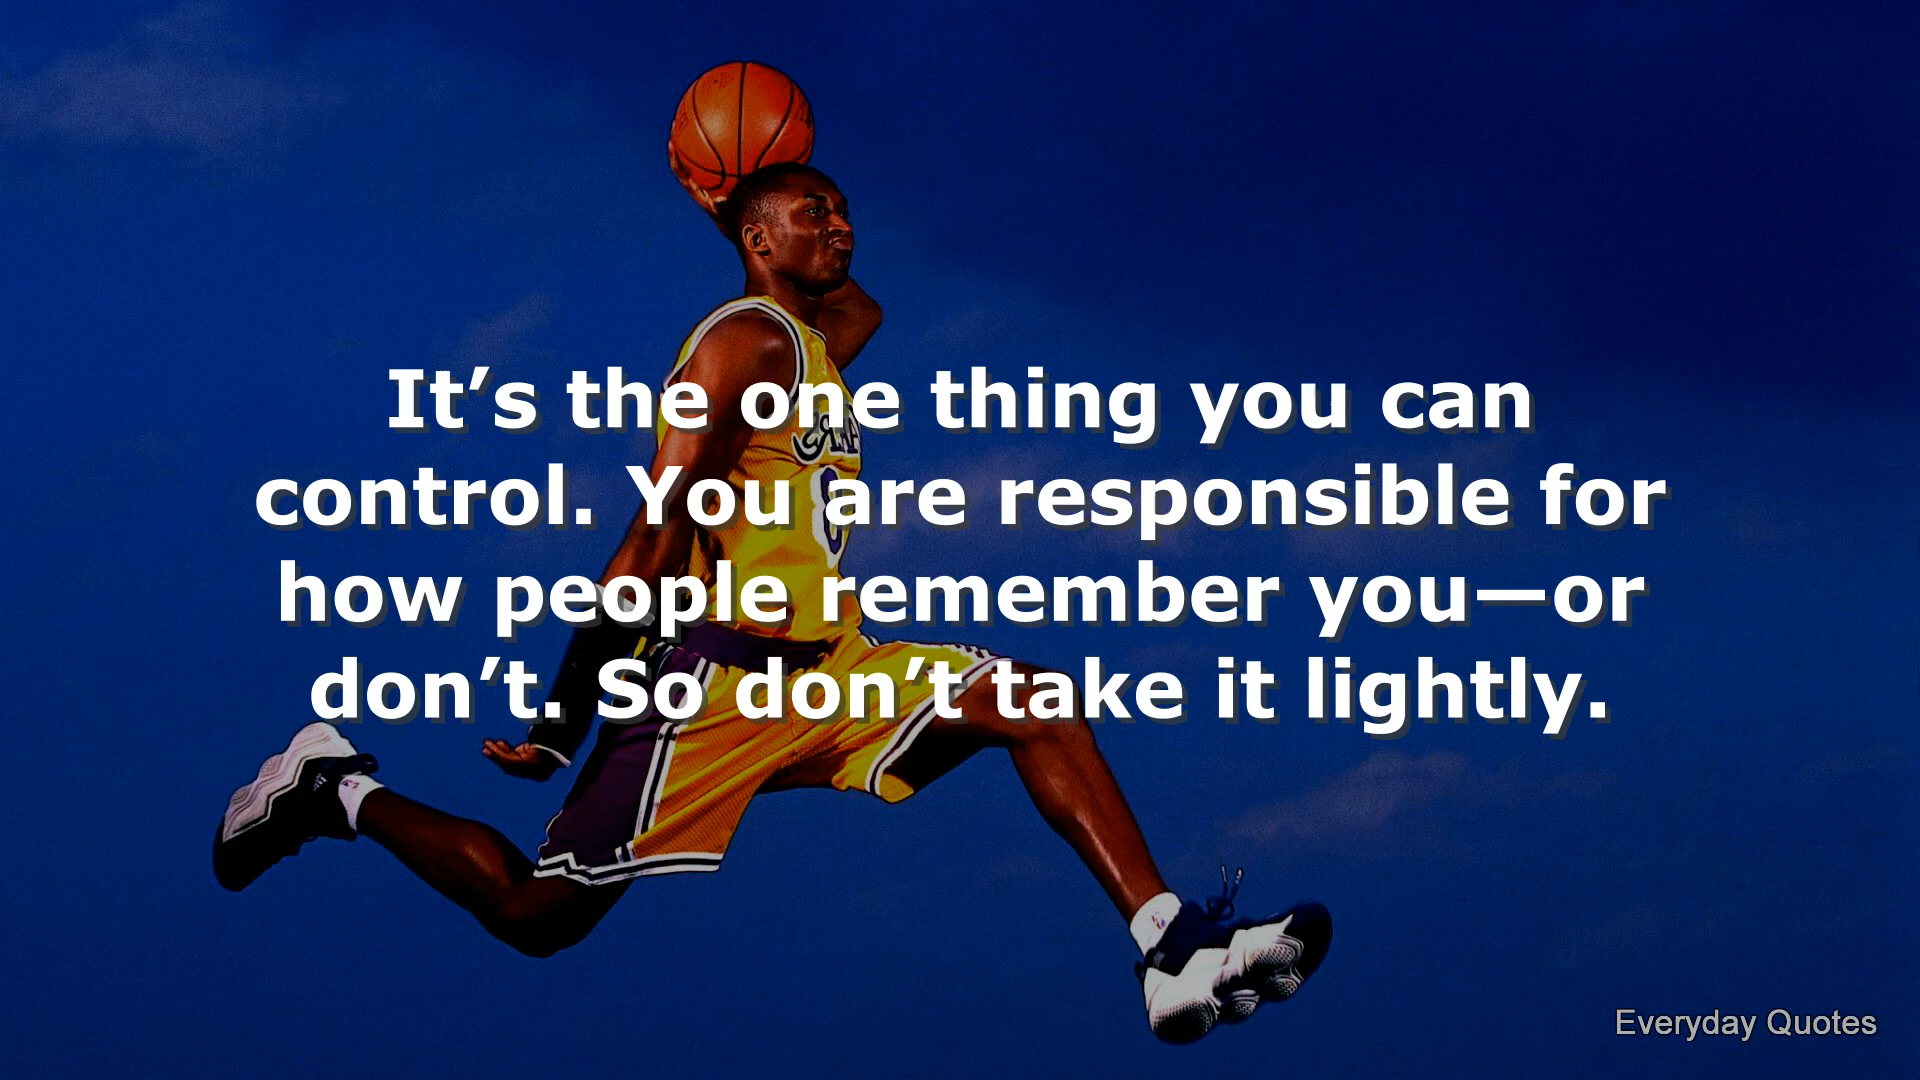 It’s the one thing you can
control. You are responsible for
how people remember you—or
don’t. So don’t take it lightly.
Everyday Quotes